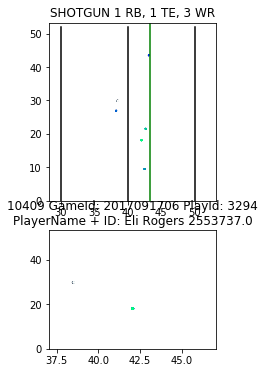 SHOTGUN 1 RB, 1 TE, 3 WR
50
40
30
20
10
0
30 35 40 45 50
10409 GameId: 2017091706 PlayId: 3294
PlayerName + ID: Eli Rogers 2553737.0
40
20
0
37.5 40.0 42.5 45.0